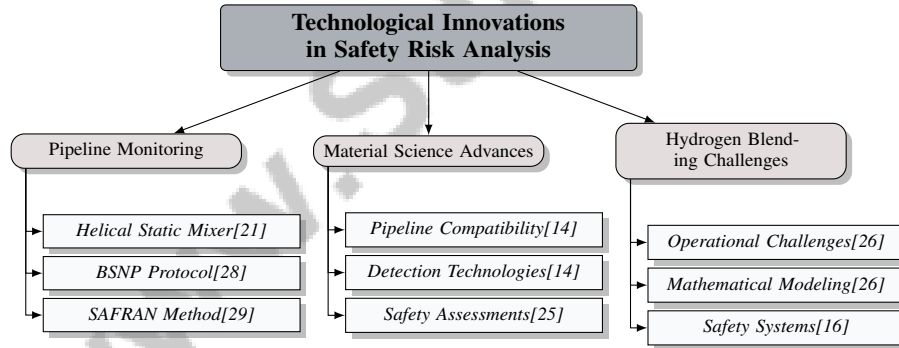 Technological Innovations
in Safety Risk Analysis
Pipeline Monitoring
Helical Static Mixer[21]
BSNP Protocol[28]
SAFRAN Method[29]
Material Science Advances
Pipeline Compatibility[14]
Detection Technologies[14]
Safety Assessments[25]
Hydrogen Blend-
ing Challenges
Operational Challenges[26]
Mathematical Modeling[26]
Safety Systems[16]